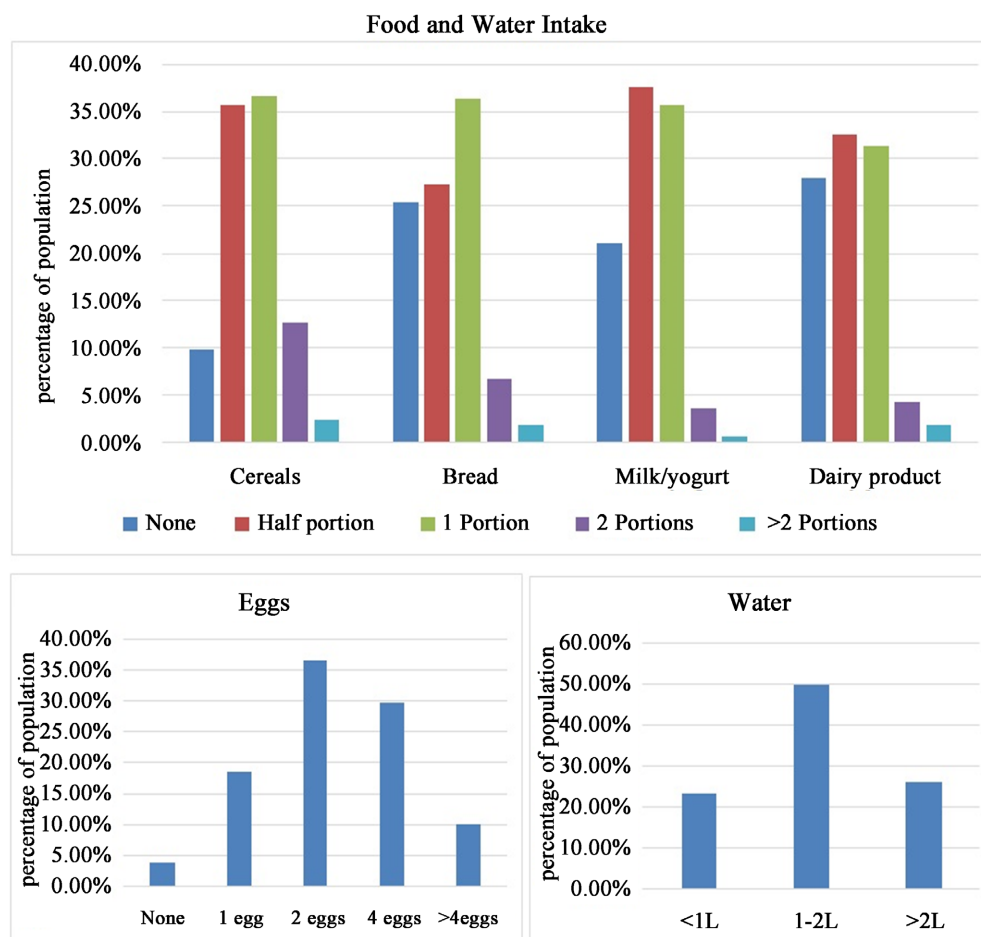 Food and Water Intake
percentage of population
40.00%
35.00%
30.00%
25.00%
20.00%
15.00%
10.00%
5.00%
0.00%
Cereals Bread Milk/yogurt Dairy product
None Half portion 1 Portion 2 Portions >2 Portions
Eggs
percentage of population
40.00%
35.00%
30.00%
25.00%
20.00%
15.00%
10.00%
5.00%
0.00%
None 1 egg 2 eggs 4 eggs >4eggs
Water
percentage of population
60.00%
50.00%
40.00%
30.00%
20.00%
10.00%
0.00%
<1L 1-2L >2L